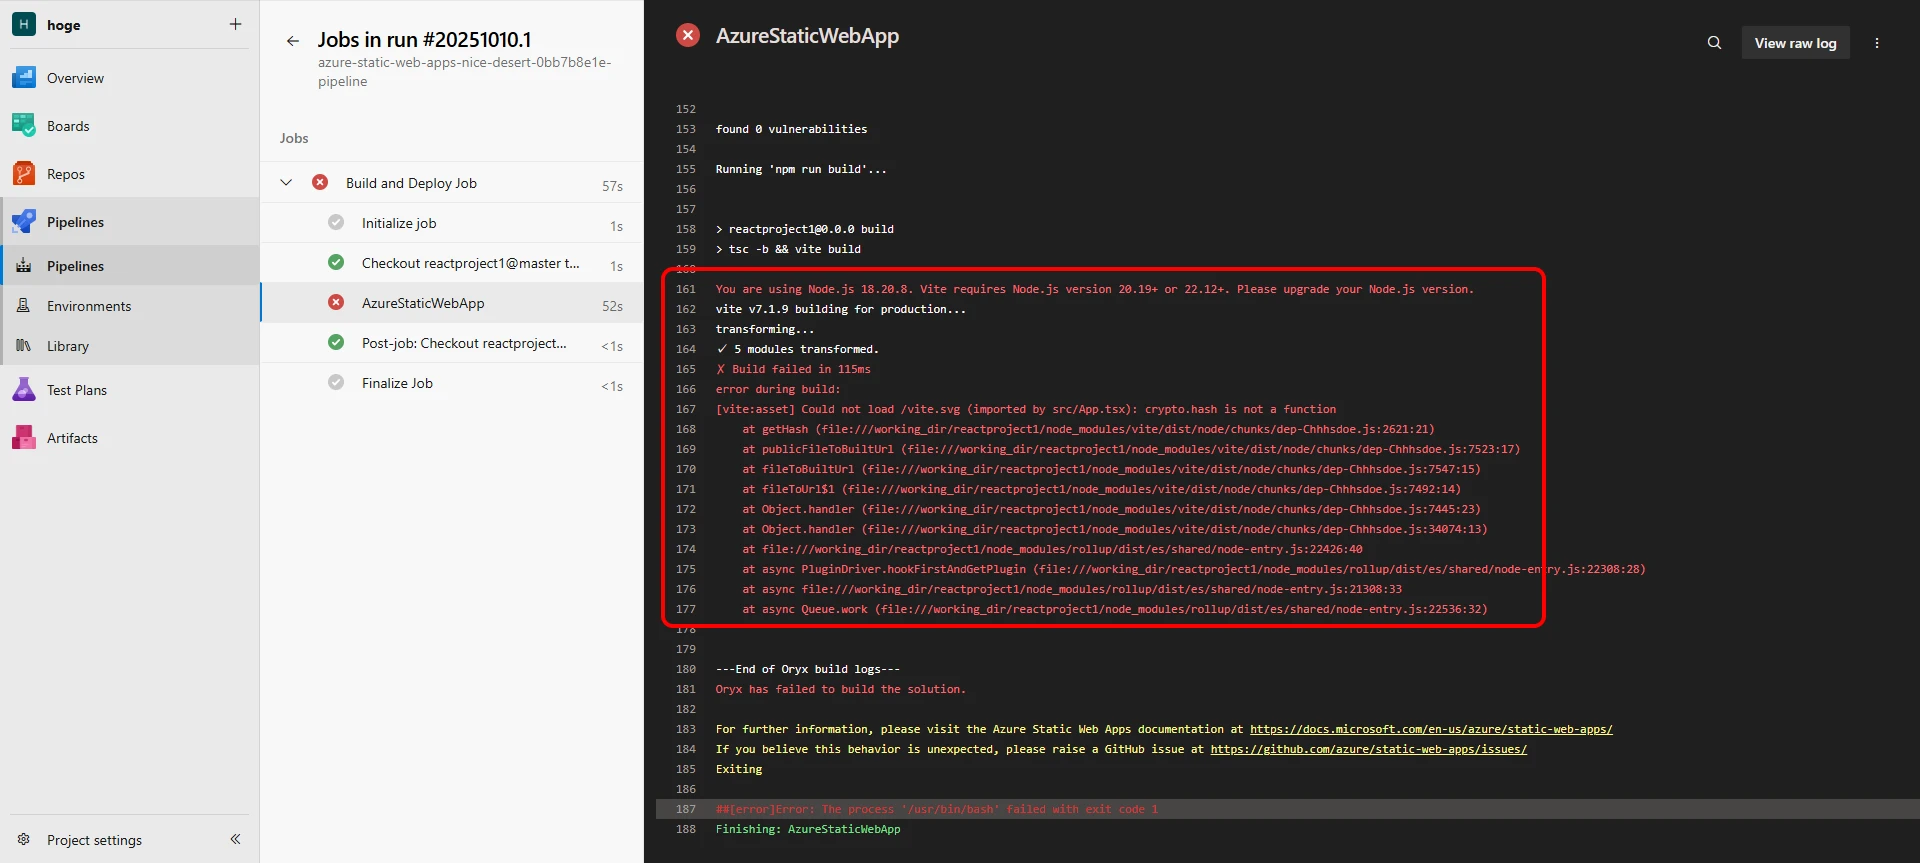 H hoge +
Overview
Boards
Repos
Pipelines
Pipelines
Environments
Library
Test Plans
Artifacts
Project settings
Jobs in run #20251010.1
azure-static-web-apps-nice-desert-0bb7b8e1e-
pipeline
Jobs
Build and Deploy Job 57s
Initialize job 1s
Checkout reactproject1@master t... 1s
AzureStaticWebApp 52s
Post-job: Checkout reactproject... <1s
Finalize Job <1s
AzureStaticWebApp
View raw log
152
153 found 0 vulnerabilities
154
155 Running 'npm run build'...
156
157
158 > reactproject1@0.0.0 build
159 > tsc -b && vite build
160
161 You are using Node.js 18.20.8. Vite requires Node.js version 20.19+ or 22.12+. Please upgrade your Node.js version.
162 vite v7.1.9 building for production...
163 transforming...
164 ✓ 5 modules transformed.
165 ✗ Build failed in 115ms
166 error during build:
167 [vite:asset] Could not load /vite.svg (imported by src/App.tsx): crypto.hash is not a function
168 at getHash (file:///working_dir/reactproject1/node_modules/vite/dist/node/chunks/dep-Chhhsdoe.js:2621:21)
169 at publicFileToBuiltUrl (file:///working_dir/reactproject1/node_modules/vite/dist/node/chunks/dep-Chhhsdoe.js:7523:17)
170 at fileToBuiltUrl (file:///working_dir/reactproject1/node_modules/vite/dist/node/chunks/dep-Chhhsdoe.js:7547:15)
171 at fileToUrl$1 (file:///working_dir/reactproject1/node_modules/vite/dist/node/chunks/dep-Chhhsdoe.js:7492:14)
172 at Object.handler (file:///working_dir/reactproject1/node_modules/vite/dist/node/chunks/dep-Chhhsdoe.js:7445:23)
173 at Object.handler (file:///working_dir/reactproject1/node_modules/vite/dist/node/chunks/dep-Chhhsdoe.js:34074:13)
174 at file:///working_dir/reactproject1/node_modules/rollup/dist/es/shared/node-entry.js:22426:40
175 at async PluginDriver.hookFirstAndGetPlugin (file:///working_dir/reactproject1/node_modules/rollup/dist/es/shared/node-entry.js:22308:28)
176 at async file:///working_dir/reactproject1/node_modules/rollup/dist/es/shared/node-entry.js:21308:33
177 at async Queue.work (file:///working_dir/reactproject1/node_modules/rollup/dist/es/shared/node-entry.js:22536:32)
178
179
180 ---End of Oryx build logs---
181 Oryx has failed to build the solution.
182
183 For further information, please visit the Azure Static Web Apps documentation at https://docs.microsoft.com/en-us/azure/static-web-apps/
184 If you believe this behavior is unexpected, please raise a GitHub issue at https://github.com/azure/static-web-apps/issues/
185 Exiting
186
187 ##[error]Error: The process '/usr/bin/bash' failed with exit code 1
188 Finishing: AzureStaticWebApp